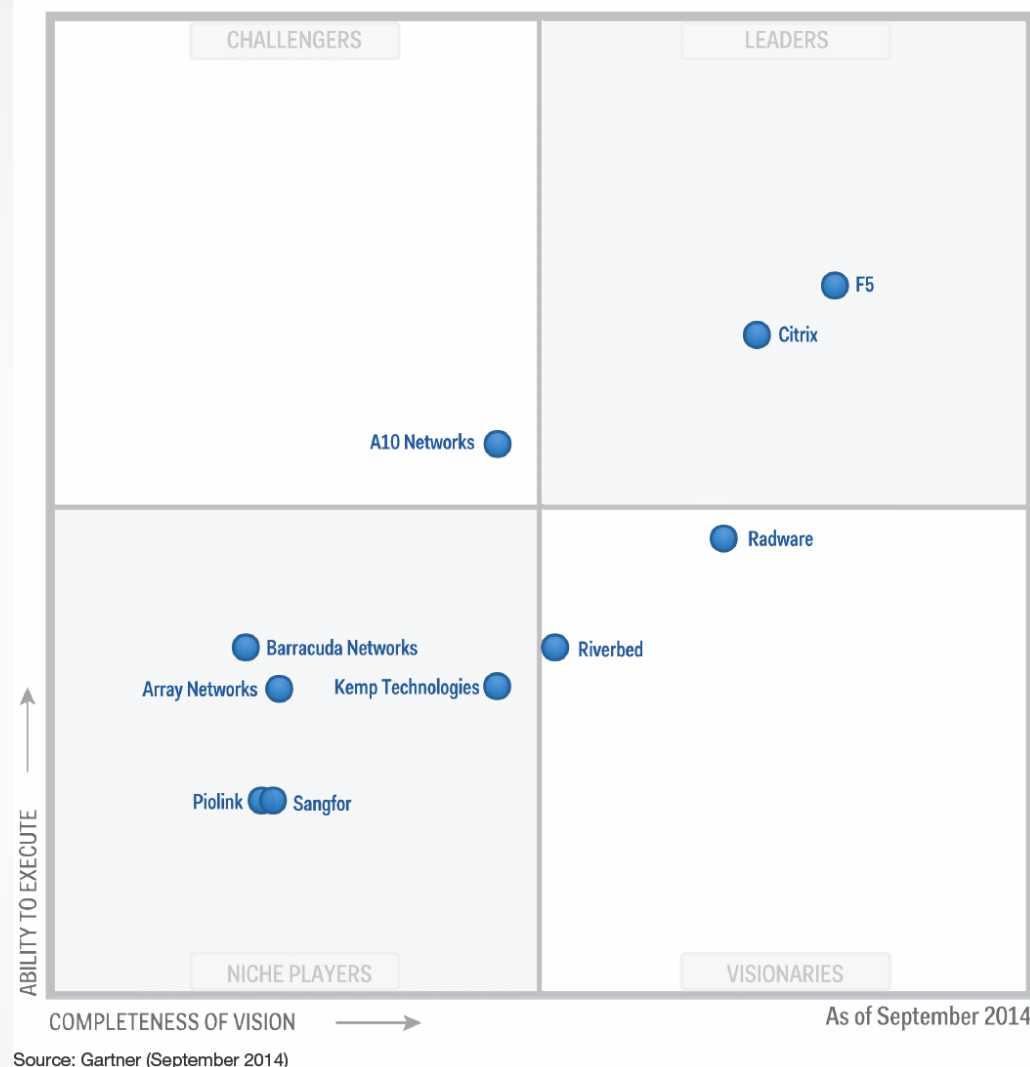 CHALLENGERS
LEADERS
F5
Citrix
A10 Networks
Radware
Barracuda Networks
Riverbed
Array Networks
Kemp Technologies
Piolink
Sangfor
ABILITY TO EXECUTE
NICHE PLAYERS
VISIONARIES
COMPLETENESS OF VISION
As of September 2014
Source: Gartner (September 2014)